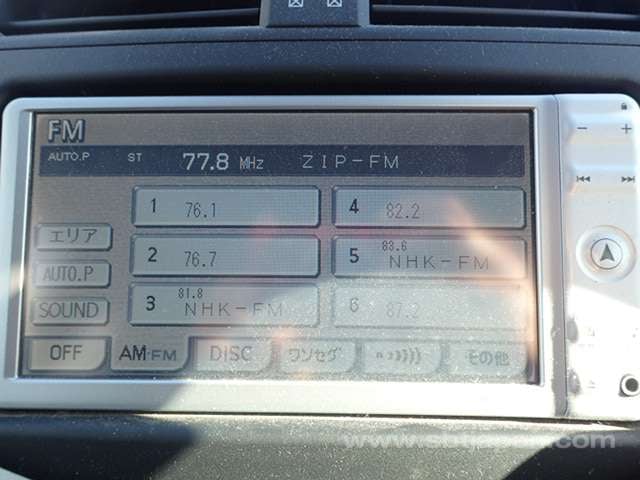 FM
AUTO.P ST 77.8 MHz ZIP-FM
1 76.1
4 82.2
2 76.7
5 83.6 NHK-FM
3 81.8 NHK-FM
6 87.2
エリア
AUTO.P
SOUND
OFF AM·FM DISC ワンセグ その他